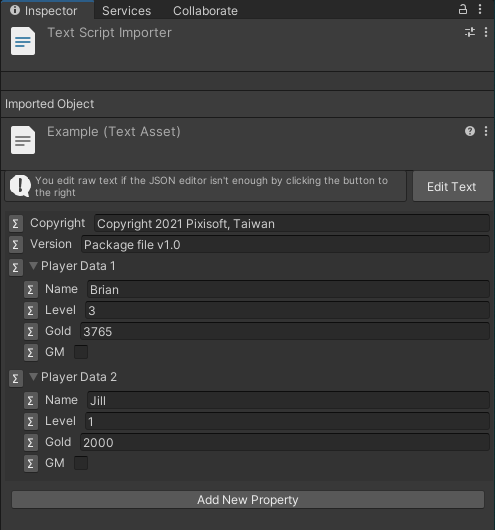 Inspector Services Collaborate
Text Script Importer
Imported Object
Example (Text Asset)
You edit raw text if the JSON editor isn't enough by clicking the button to
the right
Edit Text
Σ Copyright Copyright 2021 Pixisoft, Taiwan
Σ Version Package file v1.0
Σ Player Data 1
Σ Name Brian
Σ Level 3
Σ Gold 3765
Σ GM
Σ Player Data 2
Σ Name Jill
Σ Level 1
Σ Gold 2000
Σ GM
Add New Property